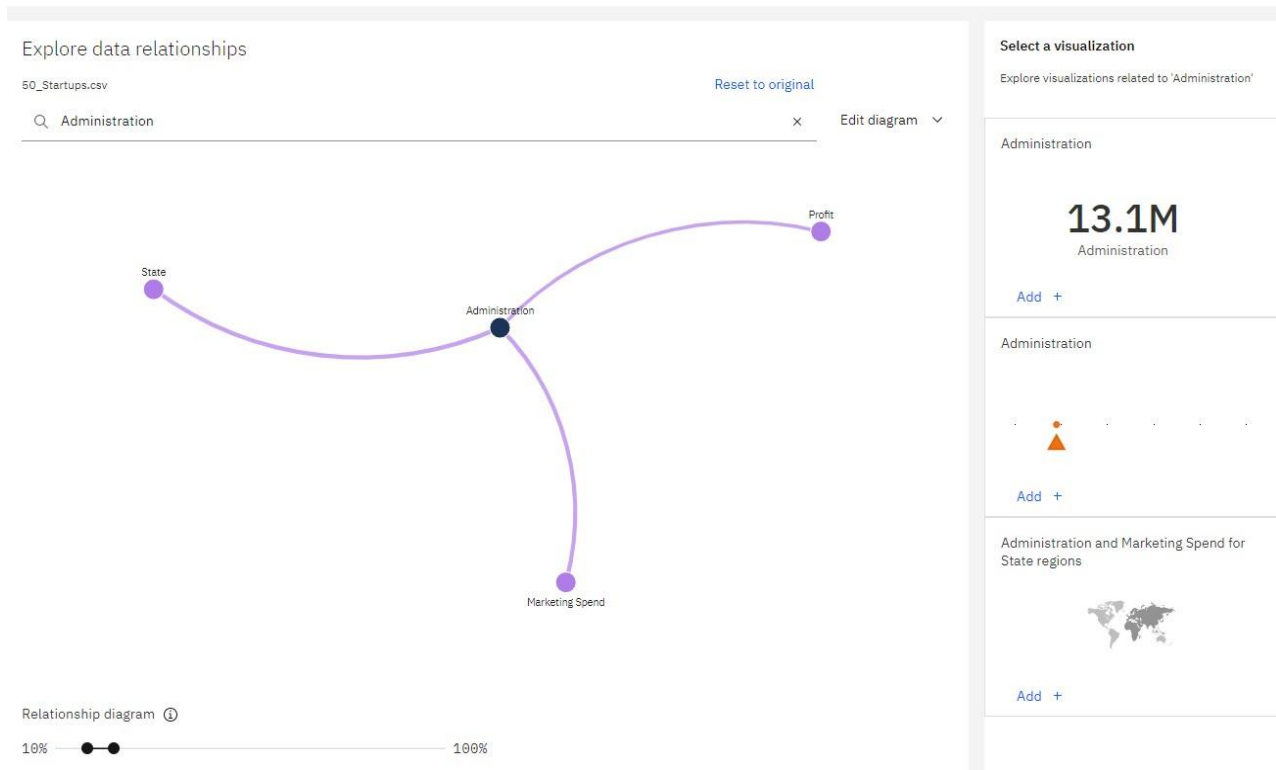 Explore data relationships
50_Startups.csv
Reset to original
Administration
Edit diagram
Profit
State
Administration
Marketing Spend
Relationship diagram
10%
100%
Select a visualization
Explore visualizations related to 'Administration'
Administration
13.1M
Administration
Add +
Administration
Add +
Administration and Marketing Spend for
State regions
Add +